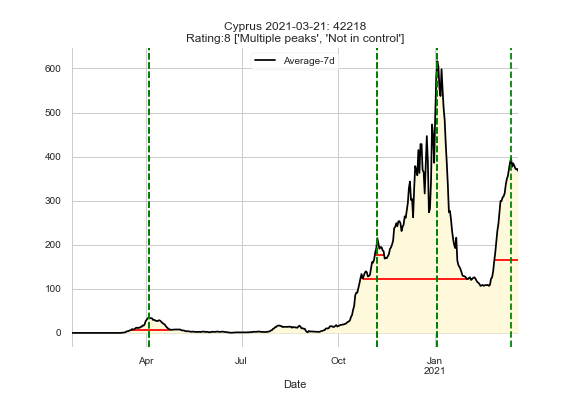 Cyprus 2021-03-21: 42218
Rating:8 ['Multiple peaks', 'Not in control']
Average-7d
600
500
400
300
200
100
0
Apr
Jul
Oct
Jan
2021
Date